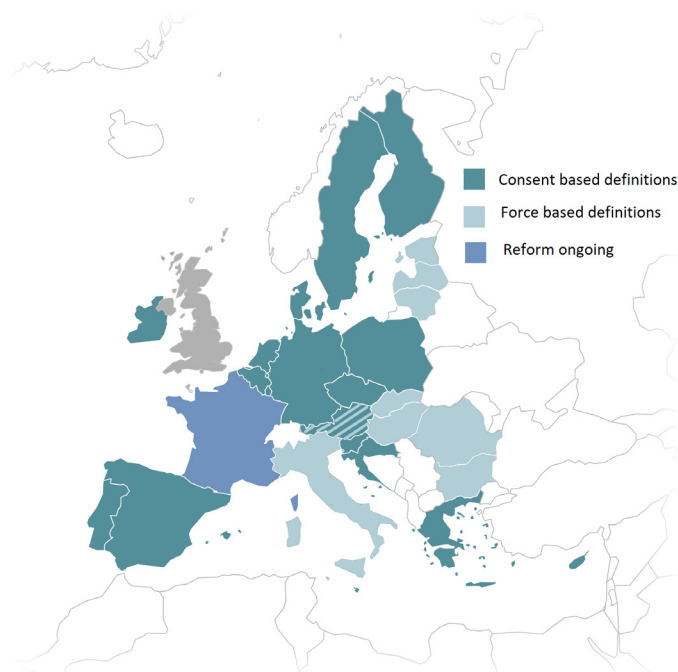 Consent based definitions
Force based definitions
Reform ongoing